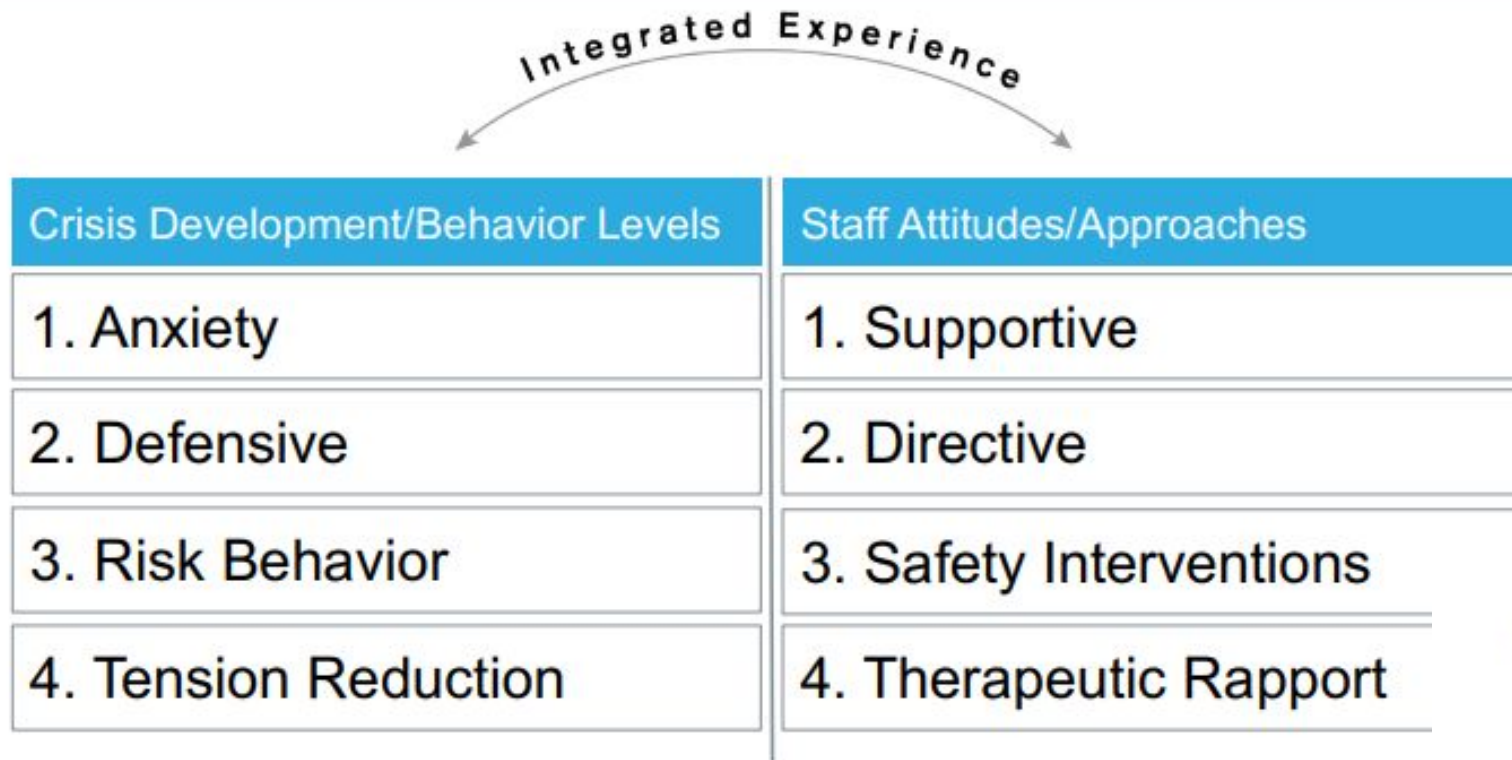 Integrated Experience
Crisis Development/Behavior Levels
Staff Attitudes/Approaches
1. Anxiety
1. Supportive
2. Defensive
2. Directive
3. Risk Behavior
3. Safety Interventions
4. Tension Reduction
4. Therapeutic Rapport